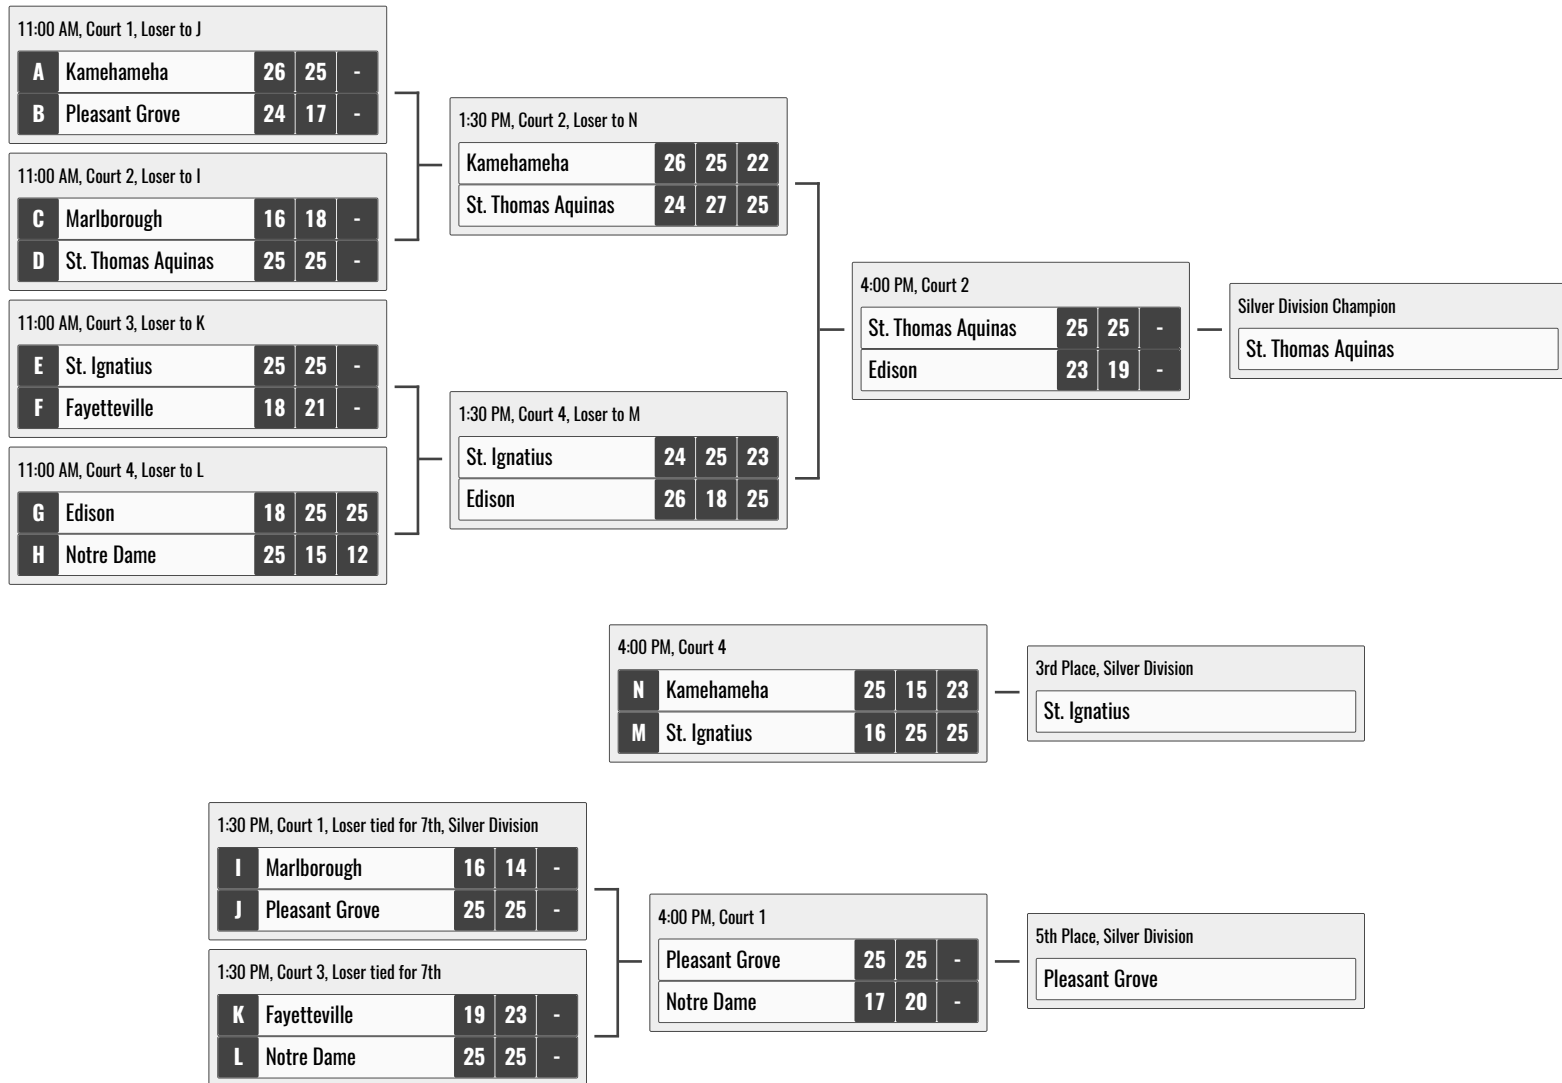 11:00 AM, Court 1, Loser to J
A Kamehameha 26 25 -
B Pleasant Grove 24 17 -
11:00 AM, Court 2, Loser to I
C Marlborough 16 18 -
D St. Thomas Aquinas 25 25 -
11:00 AM, Court 3, Loser to K
E St. Ignatius 25 25 -
F Fayetteville 18 21 -
11:00 AM, Court 4, Loser to L
G Edison 18 25 25
H Notre Dame 25 15 12
1:30 PM, Court 2, Loser to N
Kamehameha 26 25 22
St. Thomas Aquinas 24 27 25
1:30 PM, Court 4, Loser to M
St. Ignatius 24 25 23
Edison 26 18 25
4:00 PM, Court 2
St. Thomas Aquinas 25 25 -
Edison 23 19 -
Silver Division Champion
St. Thomas Aquinas
4:00 PM, Court 4
N Kamehameha 25 15 23
M St. Ignatius 16 25 25
3rd Place, Silver Division
St. Ignatius
1:30 PM, Court 1, Loser tied for 7th, Silver Division
I Marlborough 16 14 -
J Pleasant Grove 25 25 -
1:30 PM, Court 3, Loser tied for 7th
K Fayetteville 19 23 -
L Notre Dame 25 25 -
4:00 PM, Court 1
Pleasant Grove 25 25 -
Notre Dame 17 20 -
5th Place, Silver Division
Pleasant Grove